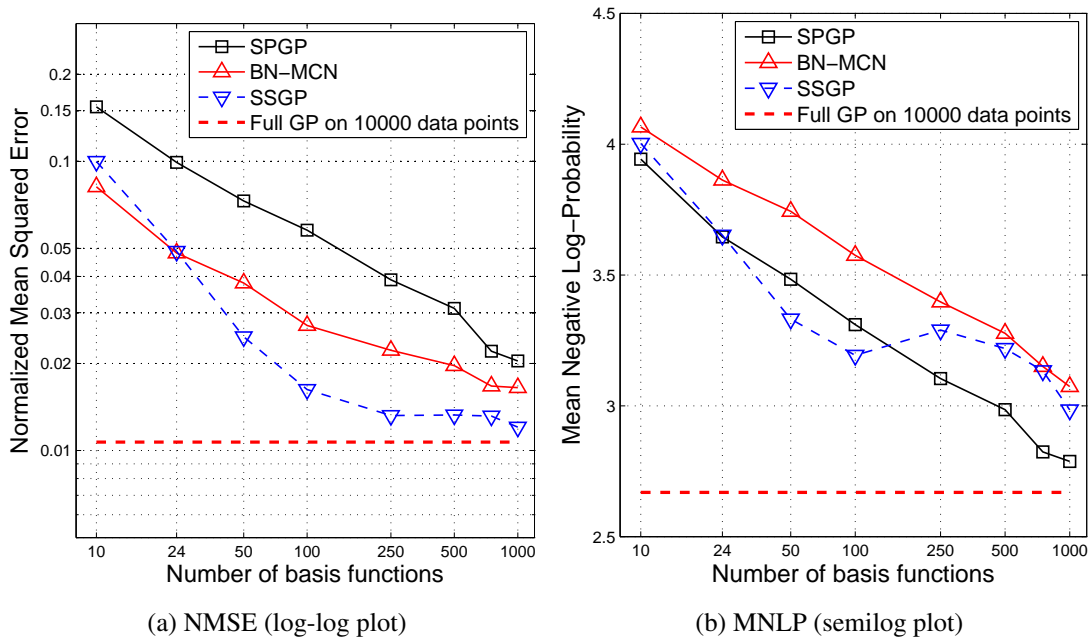 SPGP
BN−MCN
SSGP
Full GP on 10000 data points
0.2
0.15
0.1
0.05
0.04
0.03
0.02
0.01
Normalized Mean Squared Error
10 24 50 100 250 500 1000
Number of basis functions
(a) NMSE (log-log plot)
SPGP
BN−MCN
SSGP
Full GP on 10000 data points
4.5
4
3.5
3
2.5
Mean Negative Log−Probability
10 24 50 100 250 500 1000
Number of basis functions
(b) MNLP (semilog plot)